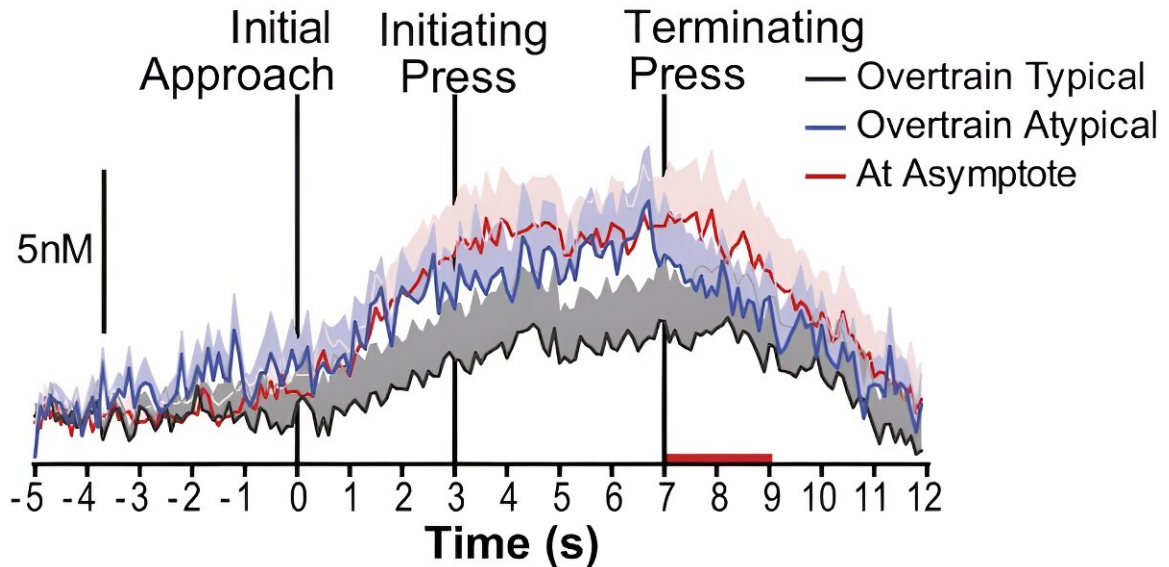 Initial
Approach
Initiating
Press
Terminating
Press
Overtrain Typical
Overtrain Atypical
At Asymptote
5nM
-5 -4 -3 -2 -1 0 1 2 3 4 5 6 7 8 9 10 11 12
Time (s)